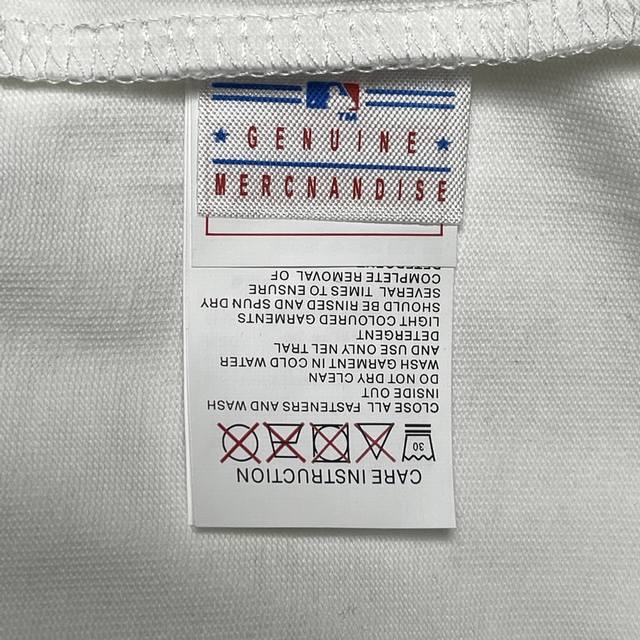 TM
GENUINE
MERCNANDISE
CARE INSTRUCTION
30
CLOSE ALL FASTENERS AND WASH
INSIDE OUT
DO NOT DRY CLEAN
WASH GARMENT IN COLD WATER
AND USE ONLY NEL TRAL
DETERGENT
LIGHT COLOURED GARMENTS
SHOULD BE RINSED AND SPUN DRY
SEVERAL TIMES TO ENSURE
COMPLETE REMOVAL OF